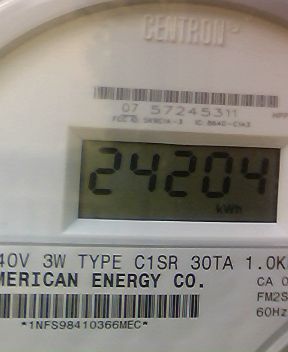 CENTRON
07 57245311
24204
kWh
40V 3W TYPE C1SR 30TA 1.0K
MERICAN ENERGY CO.
CA 0
FM2S
60Hz
*1NFS98410366MEC*